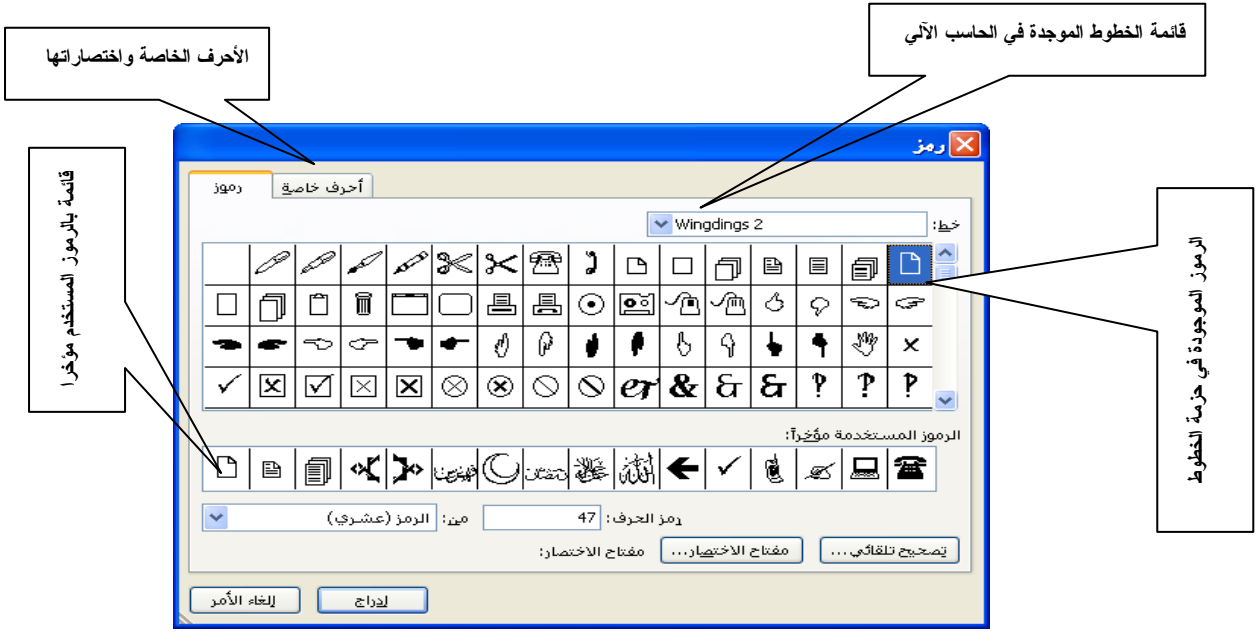 قائمة الخطوط الموجدة في الحاسب الآلي
الأحرف الخاصة واختصاراتها
رمز
رموز
أحرف خاصة
خط:
Wingdings 2
قائمة بالرموز المستخدم مؤخرا
الرموز الموجودة في حزمة الخطوط
الرموز المستخدمة مؤخراً:
رمز الحرف: 47 من: الرمز (عشري)
تصحيح تلقائي... مفتاح الاختصار... مفتاح الاختصار:
إدراج إلغاء الأمر